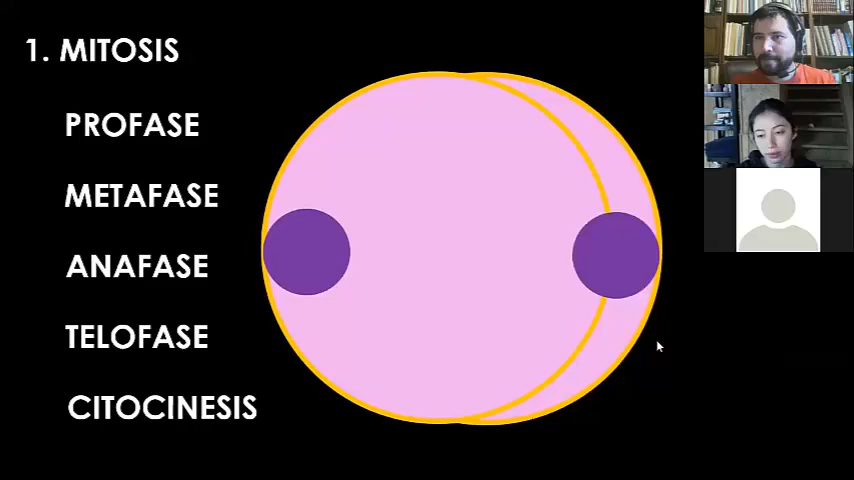 1. MITOSIS
PROFASE
METAFASE
ANAFASE
TELOFASE
CITOCINESIS